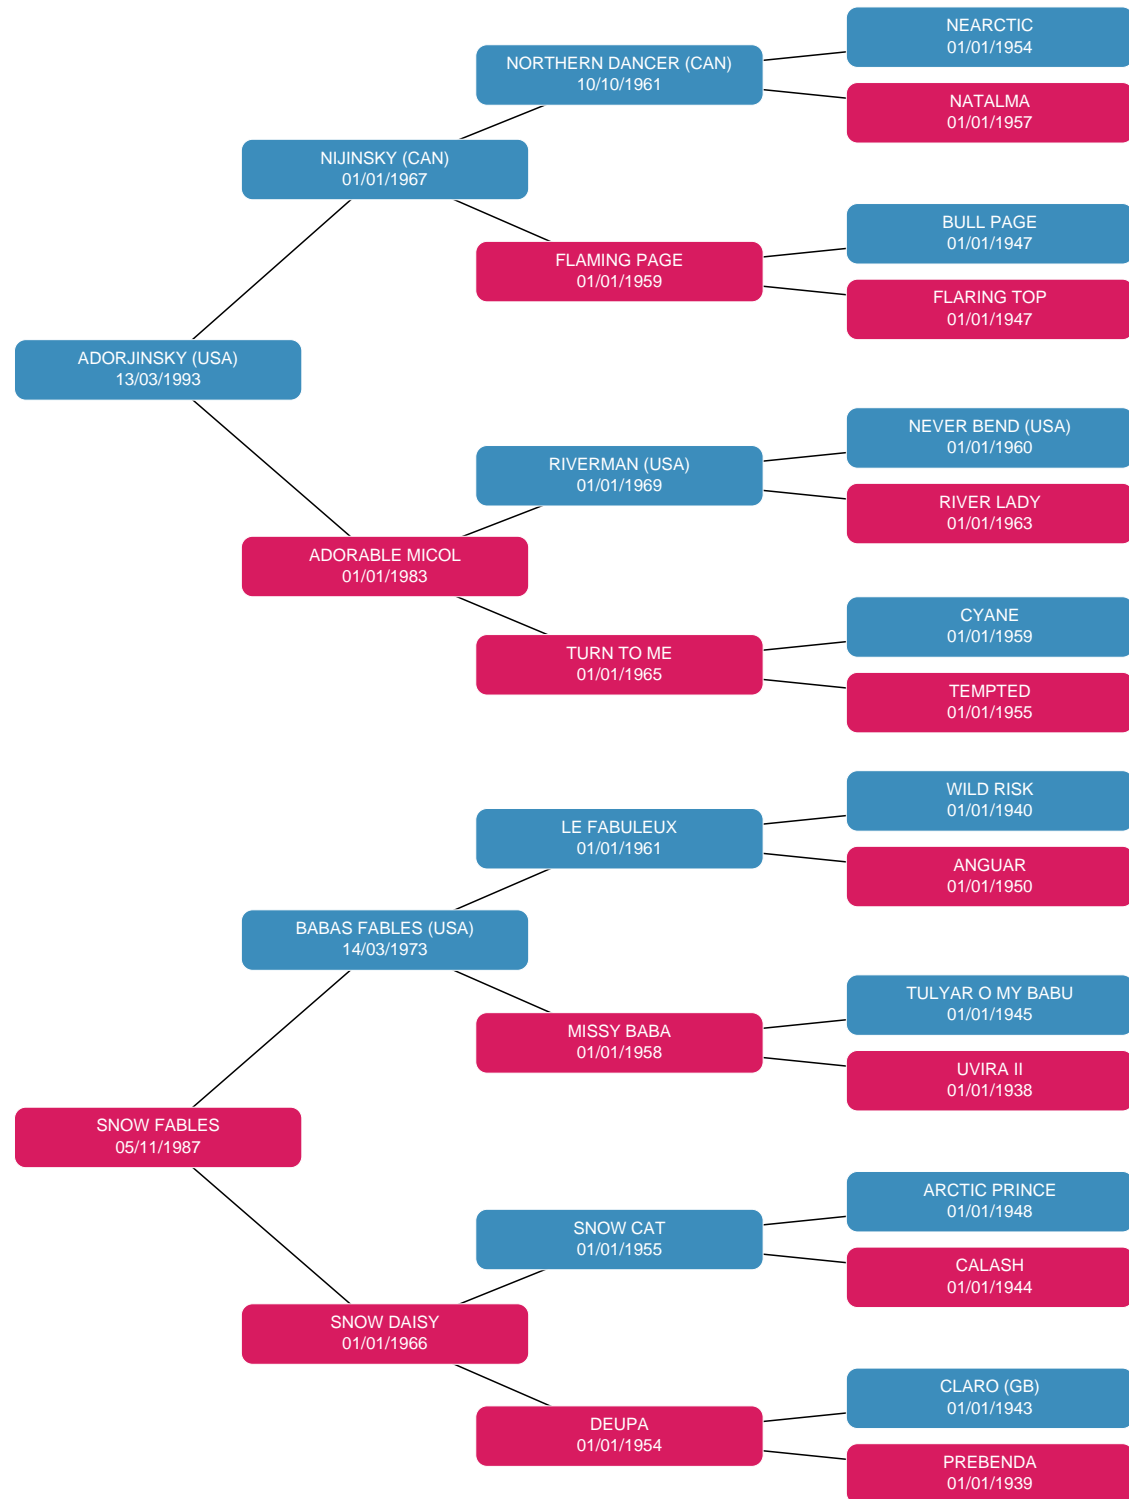 NEARCTIC
01/01/1954
NORTHERN DANCER (CAN)
10/10/1961
NATALMA
01/01/1957
NIJINSKY (CAN)
01/01/1967
BULL PAGE
01/01/1947
FLAMING PAGE
01/01/1959
FLARING TOP
01/01/1947
ADORJINSKY (USA)
13/03/1993
NEVER BEND (USA)
01/01/1960
RIVERMAN (USA)
01/01/1969
RIVER LADY
01/01/1963
ADORABLE MICOL
01/01/1983
CYANE
01/01/1959
TURN TO ME
01/01/1965
TEMPTED
01/01/1955
WILD RISK
01/01/1940
LE FABULEUX
01/01/1961
ANGUAR
01/01/1950
BABAS FABLES (USA)
14/03/1973
TULYAR O MY BABU
01/01/1945
MISSY BABA
01/01/1958
UVIRA II
01/01/1938
SNOW FABLES
05/11/1987
ARCTIC PRINCE
01/01/1948
SNOW CAT
01/01/1955
CALASH
01/01/1944
SNOW DAISY
01/01/1966
CLARO (GB)
01/01/1943
DEUPA
01/01/1954
PREBENDA
01/01/1939